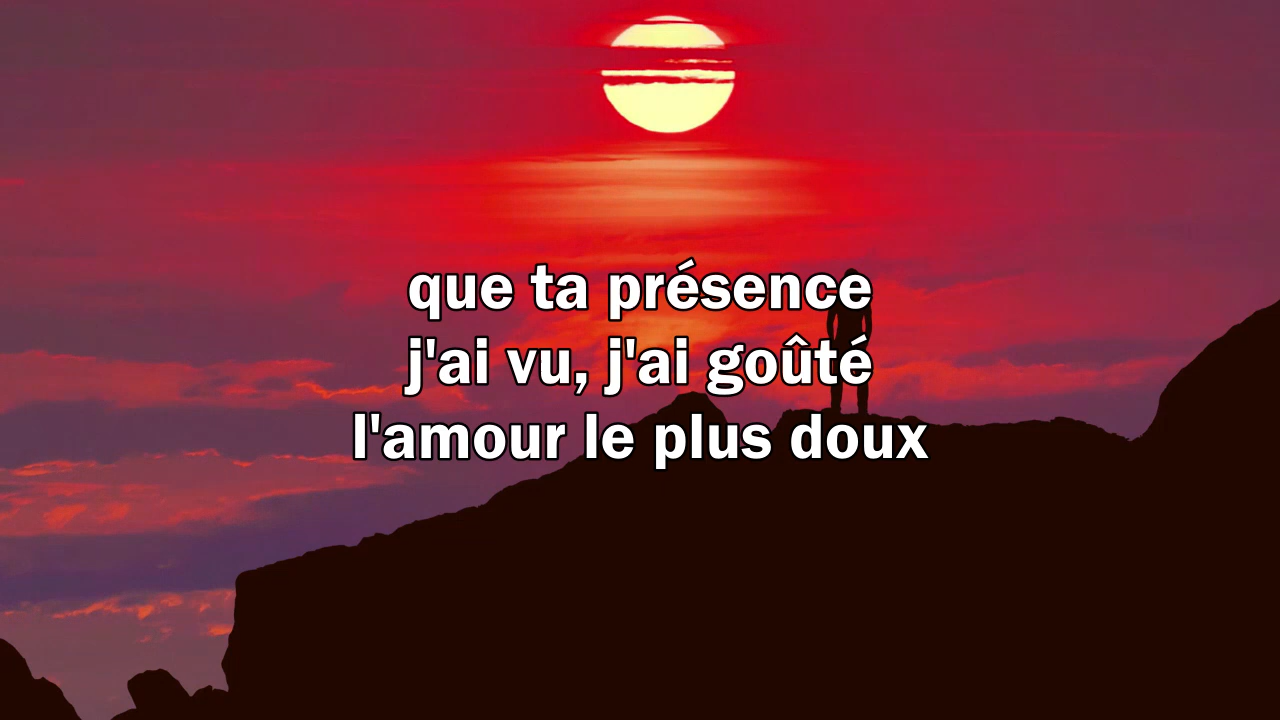 que ta présence
j'ai vu, j'ai goûté
l'amour le plus doux